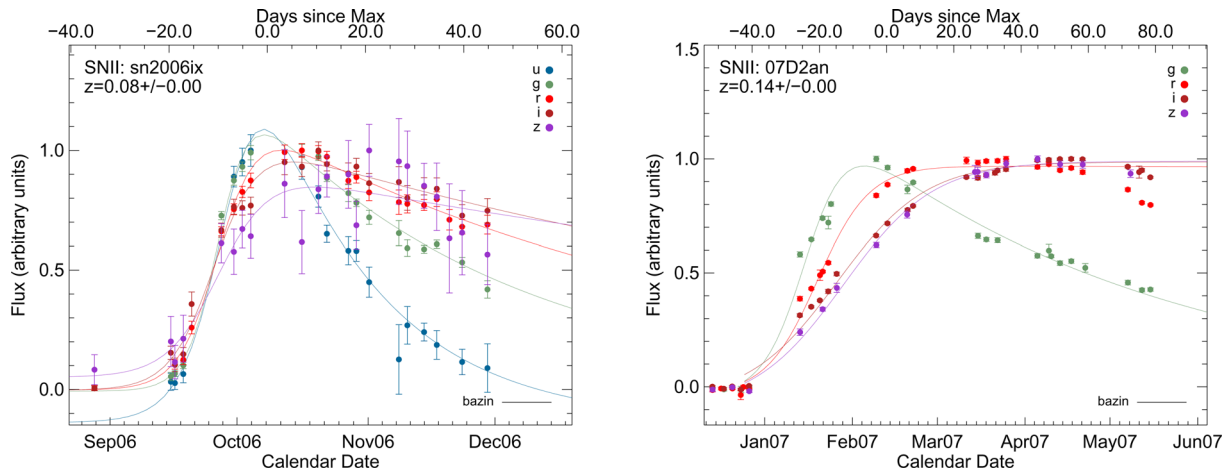 Days since Max
−40.0 −20.0 0.0 20.0 40.0 60.0
SNII: sn2006ix
z=0.08+/−0.00
u
g
r
i
z
Flux (arbitrary units)
1.0
0.5
0.0
bazin
Sep06 Oct06 Nov06 Dec06
Calendar Date
Days since Max
−40.0 −20.0 0.0 20.0 40.0 60.0 80.0
SNII: 07D2an
z=0.14+/−0.00
g
r
i
z
Flux (arbitrary units)
1.5
1.0
0.5
0.0
bazin
Jan07 Feb07 Mar07 Apr07 May07 Jun07
Calendar Date